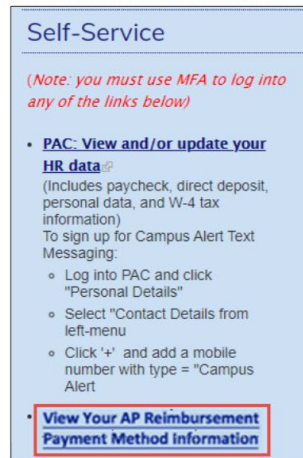 Self-Service
(Note: you must use MFA to log into
any of the links below)
• PAC: View and/or update your
HR data
(Includes paycheck, direct deposit,
personal data, and W-4 tax
information)
To sign up for Campus Alert Text
Messaging:
◦ Log into PAC and click
"Personal Details"
◦ Select "Contact Details from
left-menu
◦ Click '+' and add a mobile
number with type = "Campus
Alert
• View Your AP Reimbursement
Payment Method information